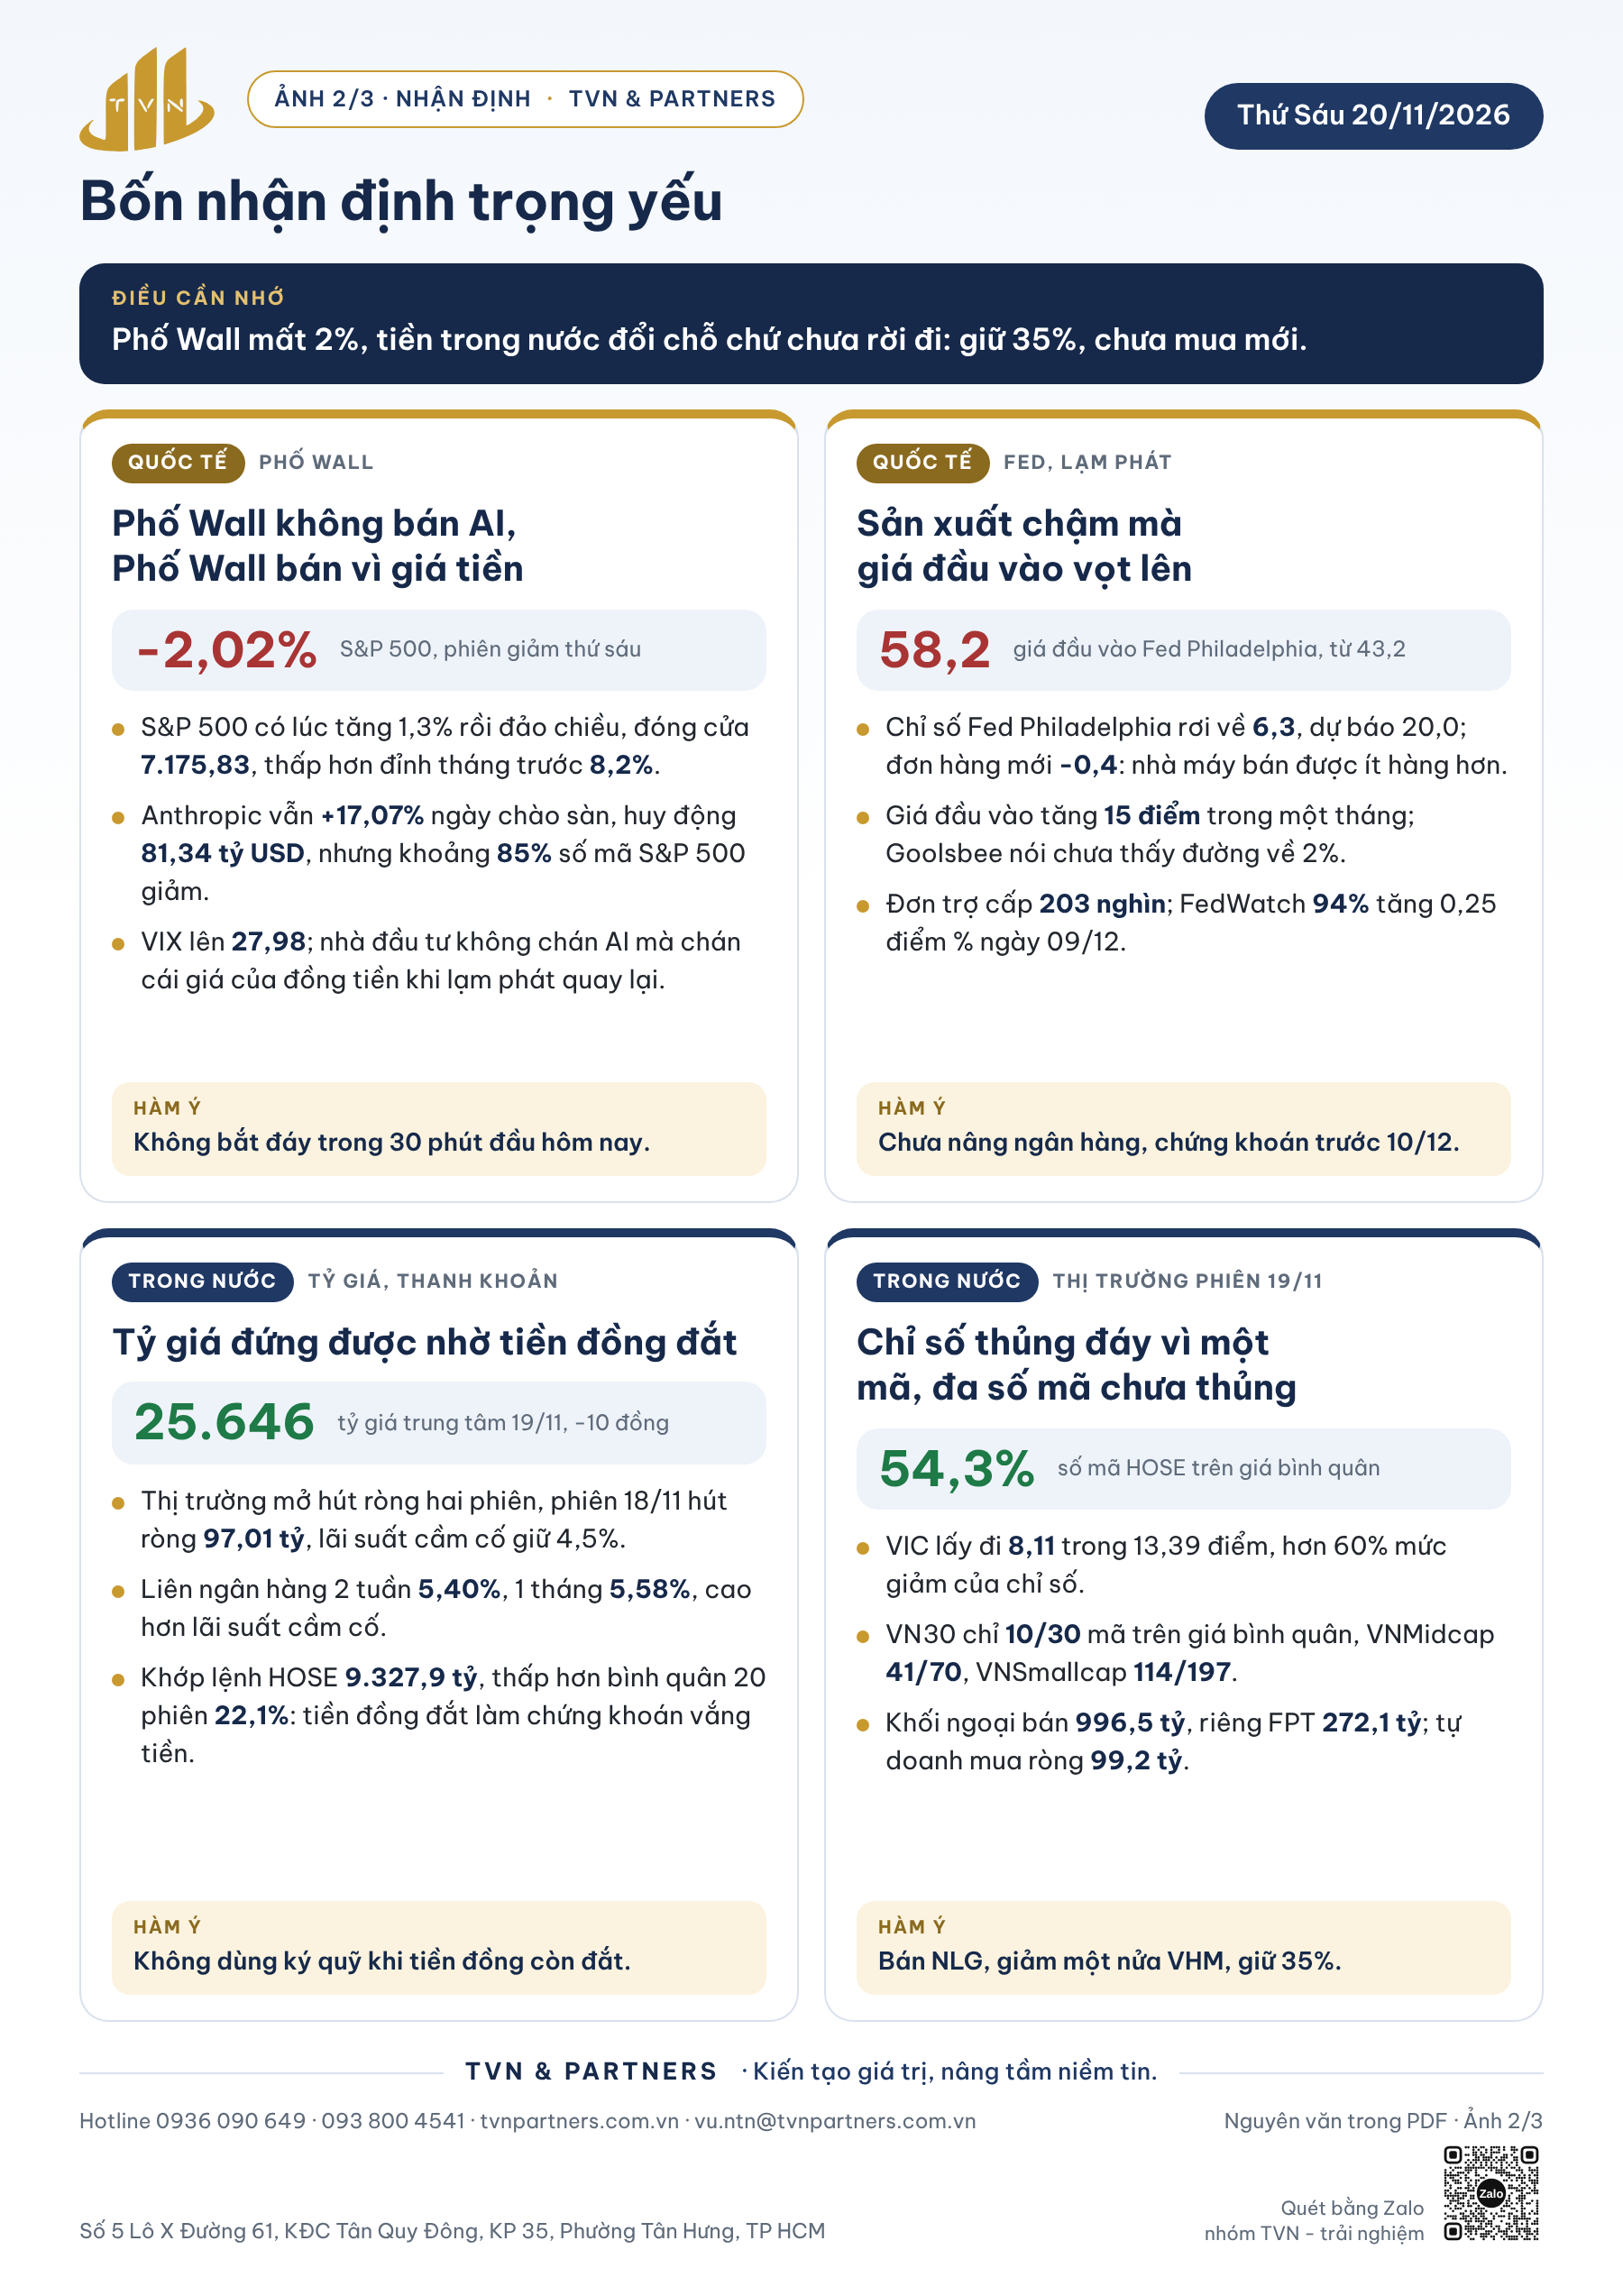 TVN
ẢNH 2/3 · NHẬN ĐỊNH · TVN & PARTNERS
Thứ Sáu 20/11/2026
Bốn nhận định trọng yếu
ĐIỀU CẦN NHỚ
Phố Wall mất 2%, tiền trong nước đổi chỗ chứ chưa rời đi: giữ 35%, chưa mua mới.
QUỐC TẾ PHỐ WALL
Phố Wall không bán AI,
Phố Wall bán vì giá tiền
-2,02% S&P 500, phiên giảm thứ sáu
S&P 500 có lúc tăng 1,3% rồi đảo chiều, đóng cửa
7.175,83, thấp hơn đỉnh tháng trước 8,2%.
Anthropic vẫn +17,07% ngày chào sàn, huy động
81,34 tỷ USD, nhưng khoảng 85% số mã S&P 500
giảm.
VIX lên 27,98; nhà đầu tư không chán AI mà chán
cái giá của đồng tiền khi lạm phát quay lại.
HÀM Ý
Không bắt đáy trong 30 phút đầu hôm nay.
QUỐC TẾ FED, LẠM PHÁT
Sản xuất chậm mà
giá đầu vào vọt lên
58,2 giá đầu vào Fed Philadelphia, từ 43,2
Chỉ số Fed Philadelphia rơi về 6,3, dự báo 20,0;
đơn hàng mới -0,4: nhà máy bán được ít hàng hơn.
Giá đầu vào tăng 15 điểm trong một tháng;
Goolsbee nói chưa thấy đường về 2%.
Đơn trợ cấp 203 nghìn; FedWatch 94% tăng 0,25
điểm % ngày 09/12.
HÀM Ý
Chưa nâng ngân hàng, chứng khoán trước 10/12.
TRONG NƯỚC TỶ GIÁ, THANH KHOẢN
Tỷ giá đứng được nhờ tiền đồng đắt
25.646 tỷ giá trung tâm 19/11, -10 đồng
Thị trường mở hút ròng hai phiên, phiên 18/11 hút
ròng 97,01 tỷ, lãi suất cầm cố giữ 4,5%.
Liên ngân hàng 2 tuần 5,40%, 1 tháng 5,58%, cao
hơn lãi suất cầm cố.
Khớp lệnh HOSE 9.327,9 tỷ, thấp hơn bình quân 20
phiên 22,1%: tiền đồng đắt làm chứng khoán vắng
tiền.
HÀM Ý
Không dùng ký quỹ khi tiền đồng còn đắt.
TRONG NƯỚC THỊ TRƯỜNG PHIÊN 19/11
Chỉ số thủng đáy vì một
mã, đa số mã chưa thủng
54,3% số mã HOSE trên giá bình quân
VIC lấy đi 8,11 trong 13,39 điểm, hơn 60% mức
giảm của chỉ số.
VN30 chỉ 10/30 mã trên giá bình quân, VNMidcap
41/70, VNSmallcap 114/197.
Khối ngoại bán 996,5 tỷ, riêng FPT 272,1 tỷ; tự
doanh mua ròng 99,2 tỷ.
HÀM Ý
Bán NLG, giảm một nửa VHM, giữ 35%.
TVN & PARTNERS · Kiến tạo giá trị, nâng tầm niềm tin.
Hotline 0936 090 649 · 093 800 4541 · tvnpartners.com.vn · vu.ntn@tvnpartners.com.vn
Nguyên văn trong PDF · Ảnh 2/3
Zalo
Quét bằng Zalo
nhóm TVN - trải nghiệm
Số 5 Lô X Đường 61, KĐC Tân Quy Đông, KP 35, Phường Tân Hưng, TP HCM